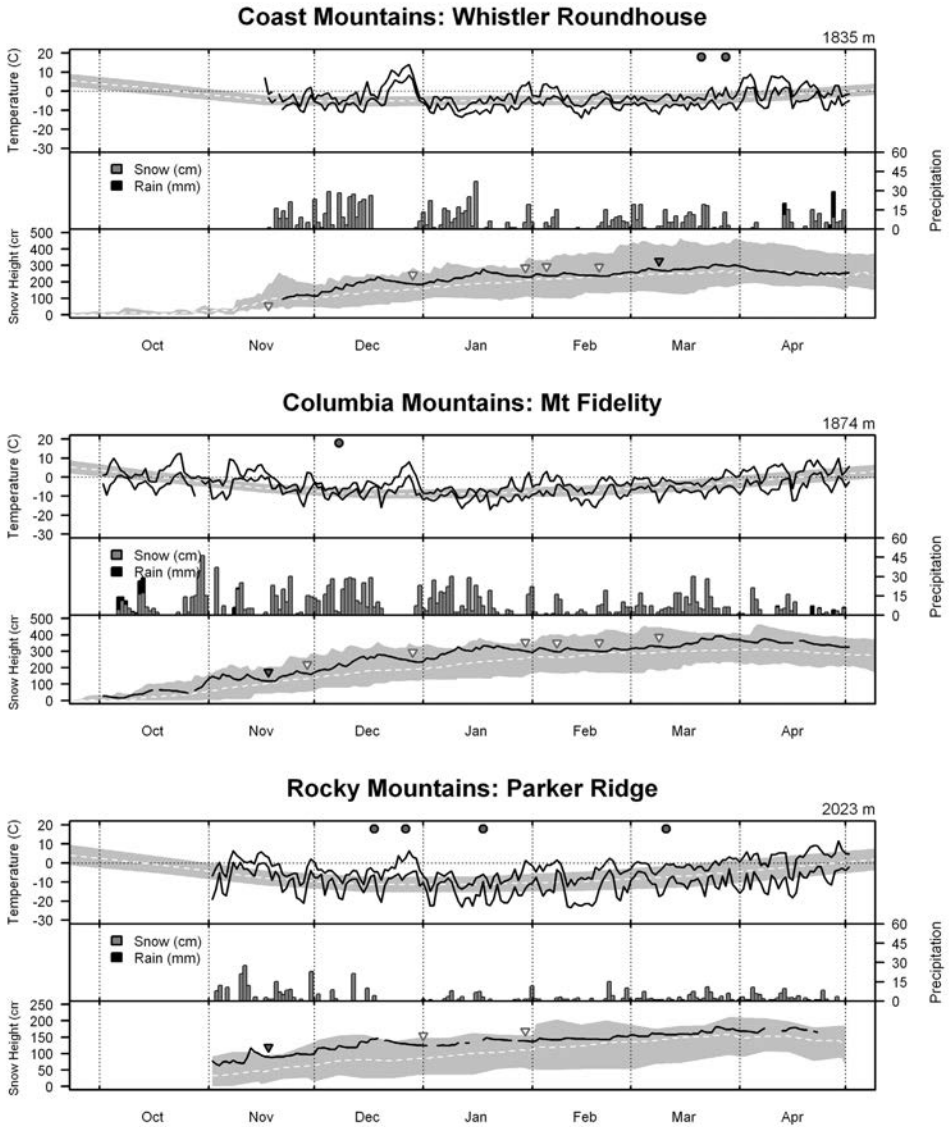 Coast Mountains: Whistler Roundhouse
1835 m
Temperature (C)
20
10
0
-10
-20
-30
Snow (cm)
Rain (mm)
60
45
30
15
0
Precipitation
Snow Height (cm
500
400
300
200
100
0
Oct Nov Dec Jan Feb Mar Apr
Columbia Mountains: Mt Fidelity
1874 m
Temperature (C)
20
10
0
-10
-20
-30
Snow (cm)
Rain (mm)
60
45
30
15
0
Precipitation
Snow Height (cm
500
400
300
200
100
0
Oct Nov Dec Jan Feb Mar Apr
Rocky Mountains: Parker Ridge
2023 m
Temperature (C)
20
10
0
-10
-20
-30
Snow (cm)
Rain (mm)
60
45
30
15
0
Precipitation
Snow Height (cm
250
200
150
100
50
0
Oct Nov Dec Jan Feb Mar Apr